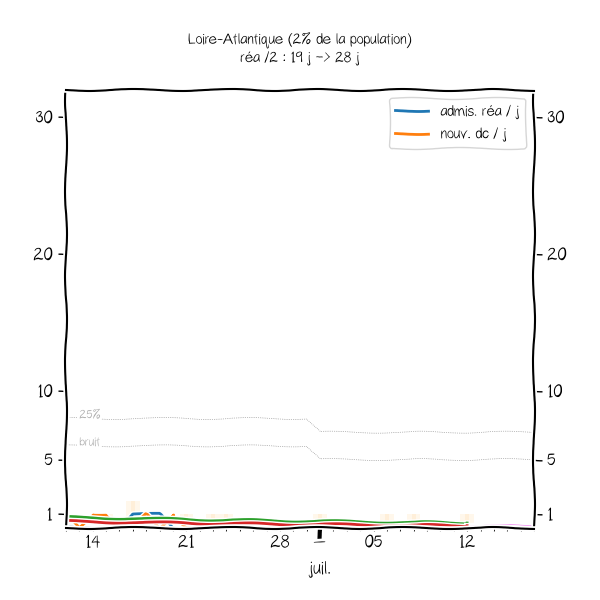 Loire-Atlantique (2% de la population)
réa /2 : 19 j -> 28 j
admis. réa / j
nouv. dc / j
30
30
20
20
10
10
25%
bruit
5
5
1
1
14
21
28
1
05
12
juil.